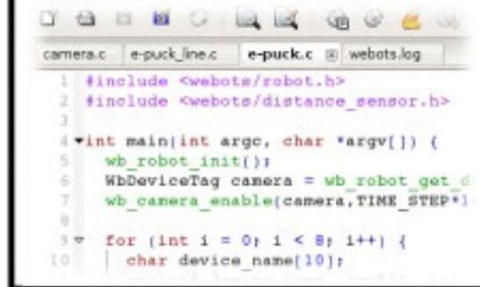 camera.c e-puck_line.c e-puck.c webots.log
1 #include <webots/robot.h>
2 #include <webots/distance_sensor.h>
3
4 int main(int argc, char *argv[]) {
5 wb_robot_init();
6 WbDeviceTag camera = wb_robot_get_d
7 wb_camera_enable(camera,TIME_STEP*1
8
9 for (int i = 0; i < 8; i++) {
10 char device_name[10];